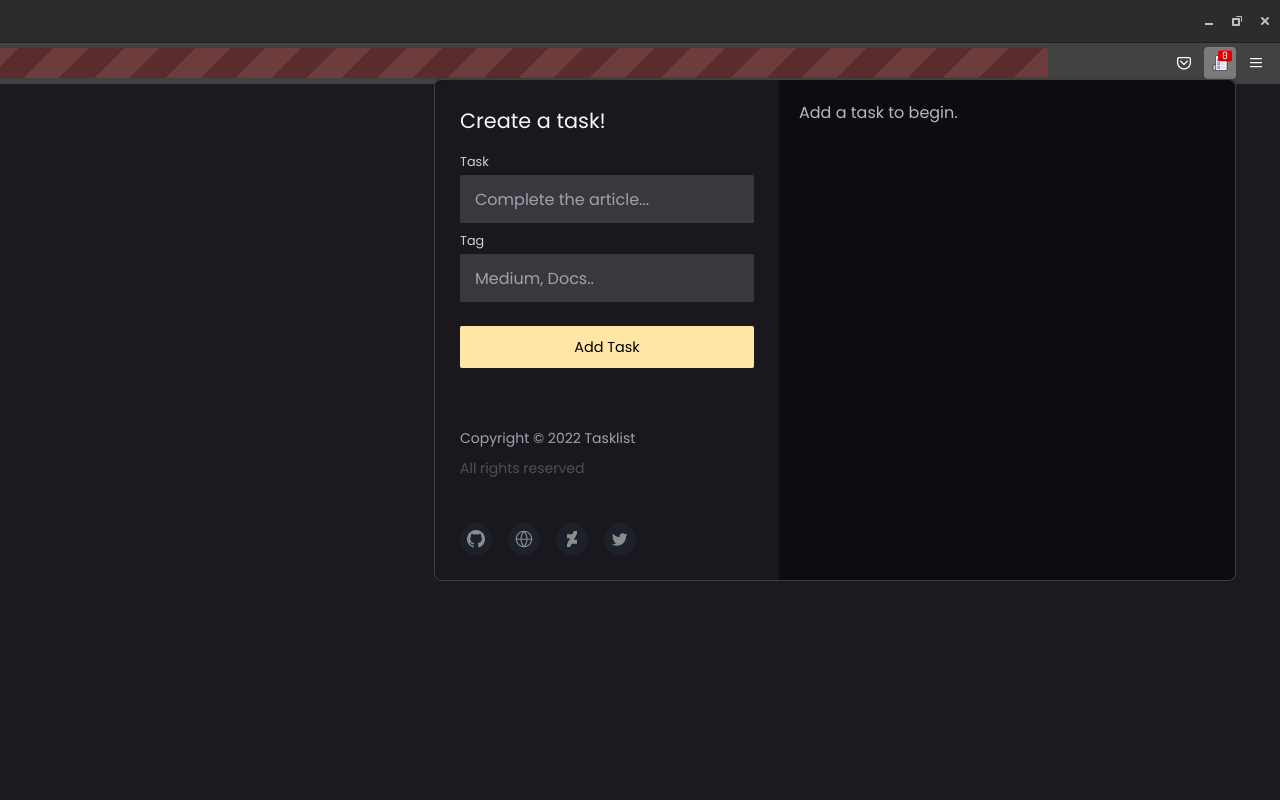 0
Create a task!
Add a task to begin.
Task
Complete the article...
Tag
Medium, Docs..
Add Task
Copyright © 2022 Tasklist
All rights reserved